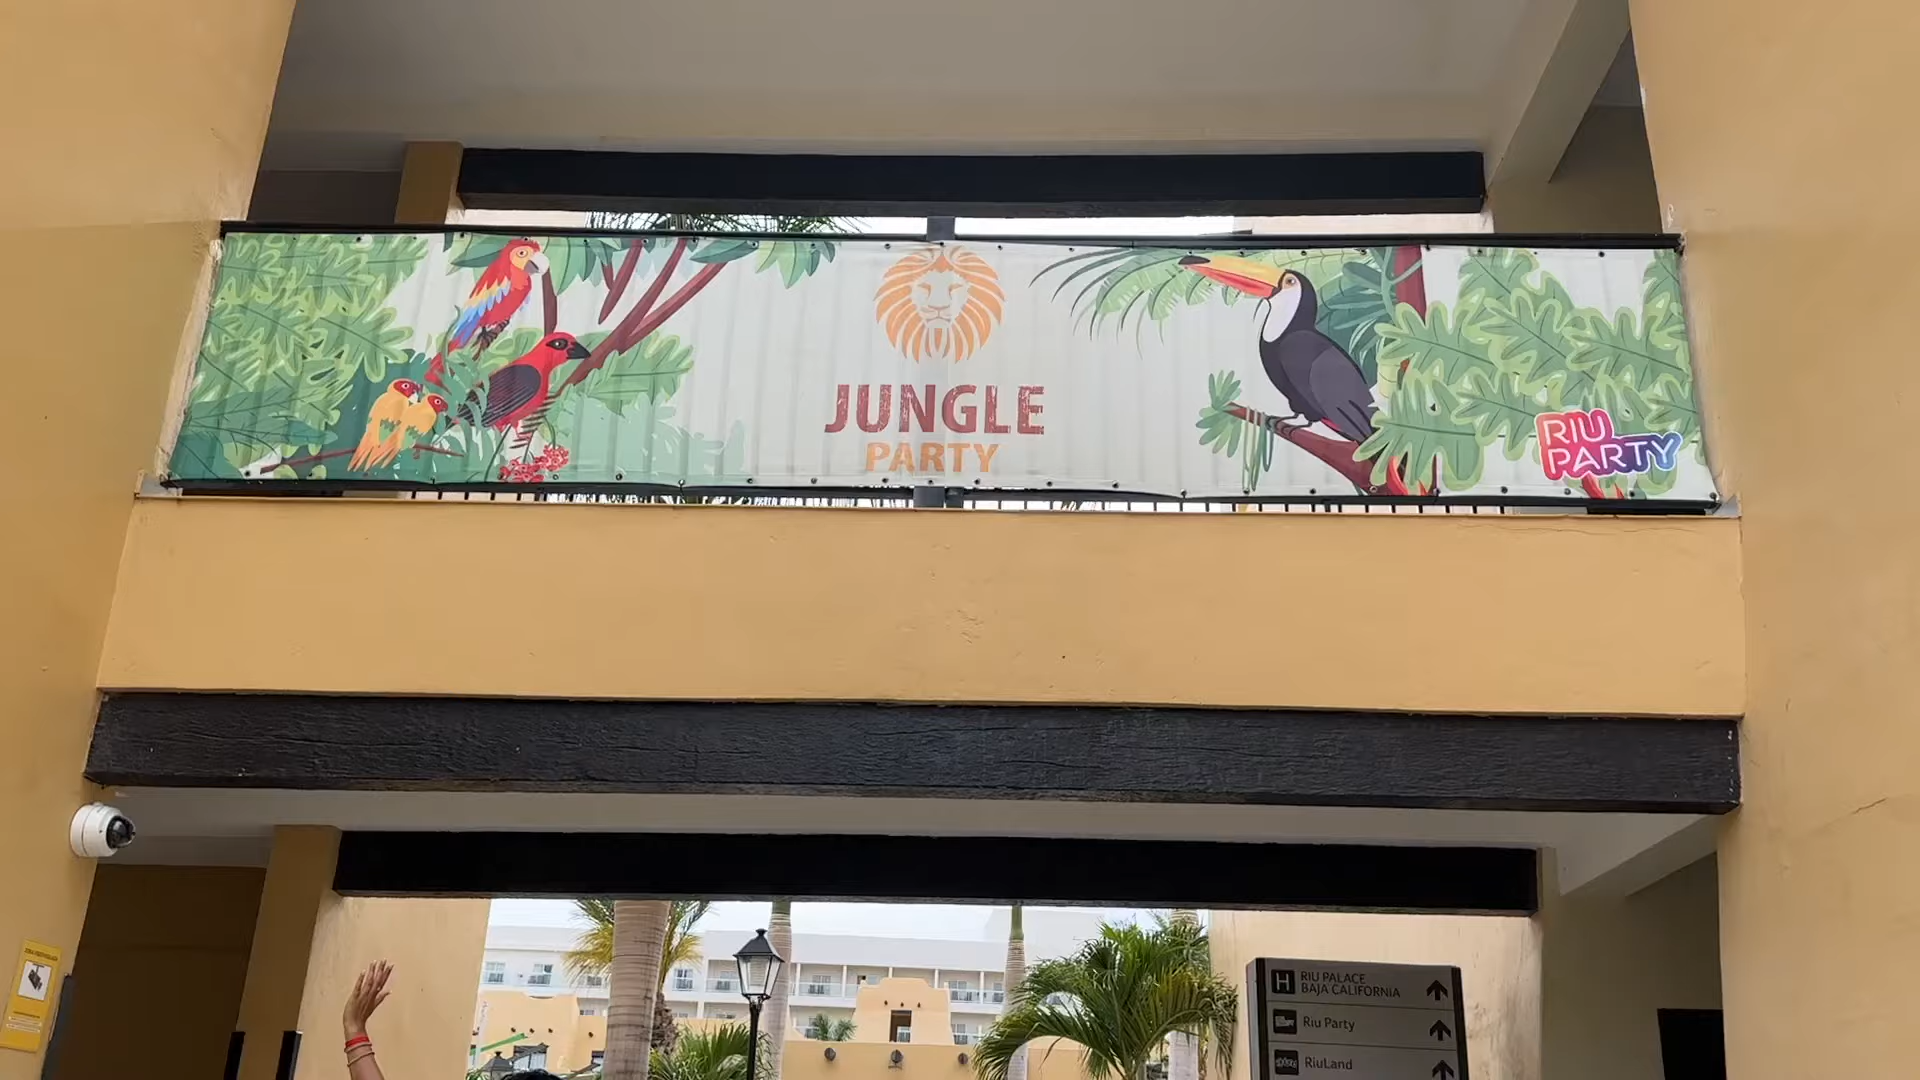 JUNGLE
PARTY
RIU
PARTY
H
RIU PALACE
BAJA CALIFORNIA
Riu Party
RiuLand